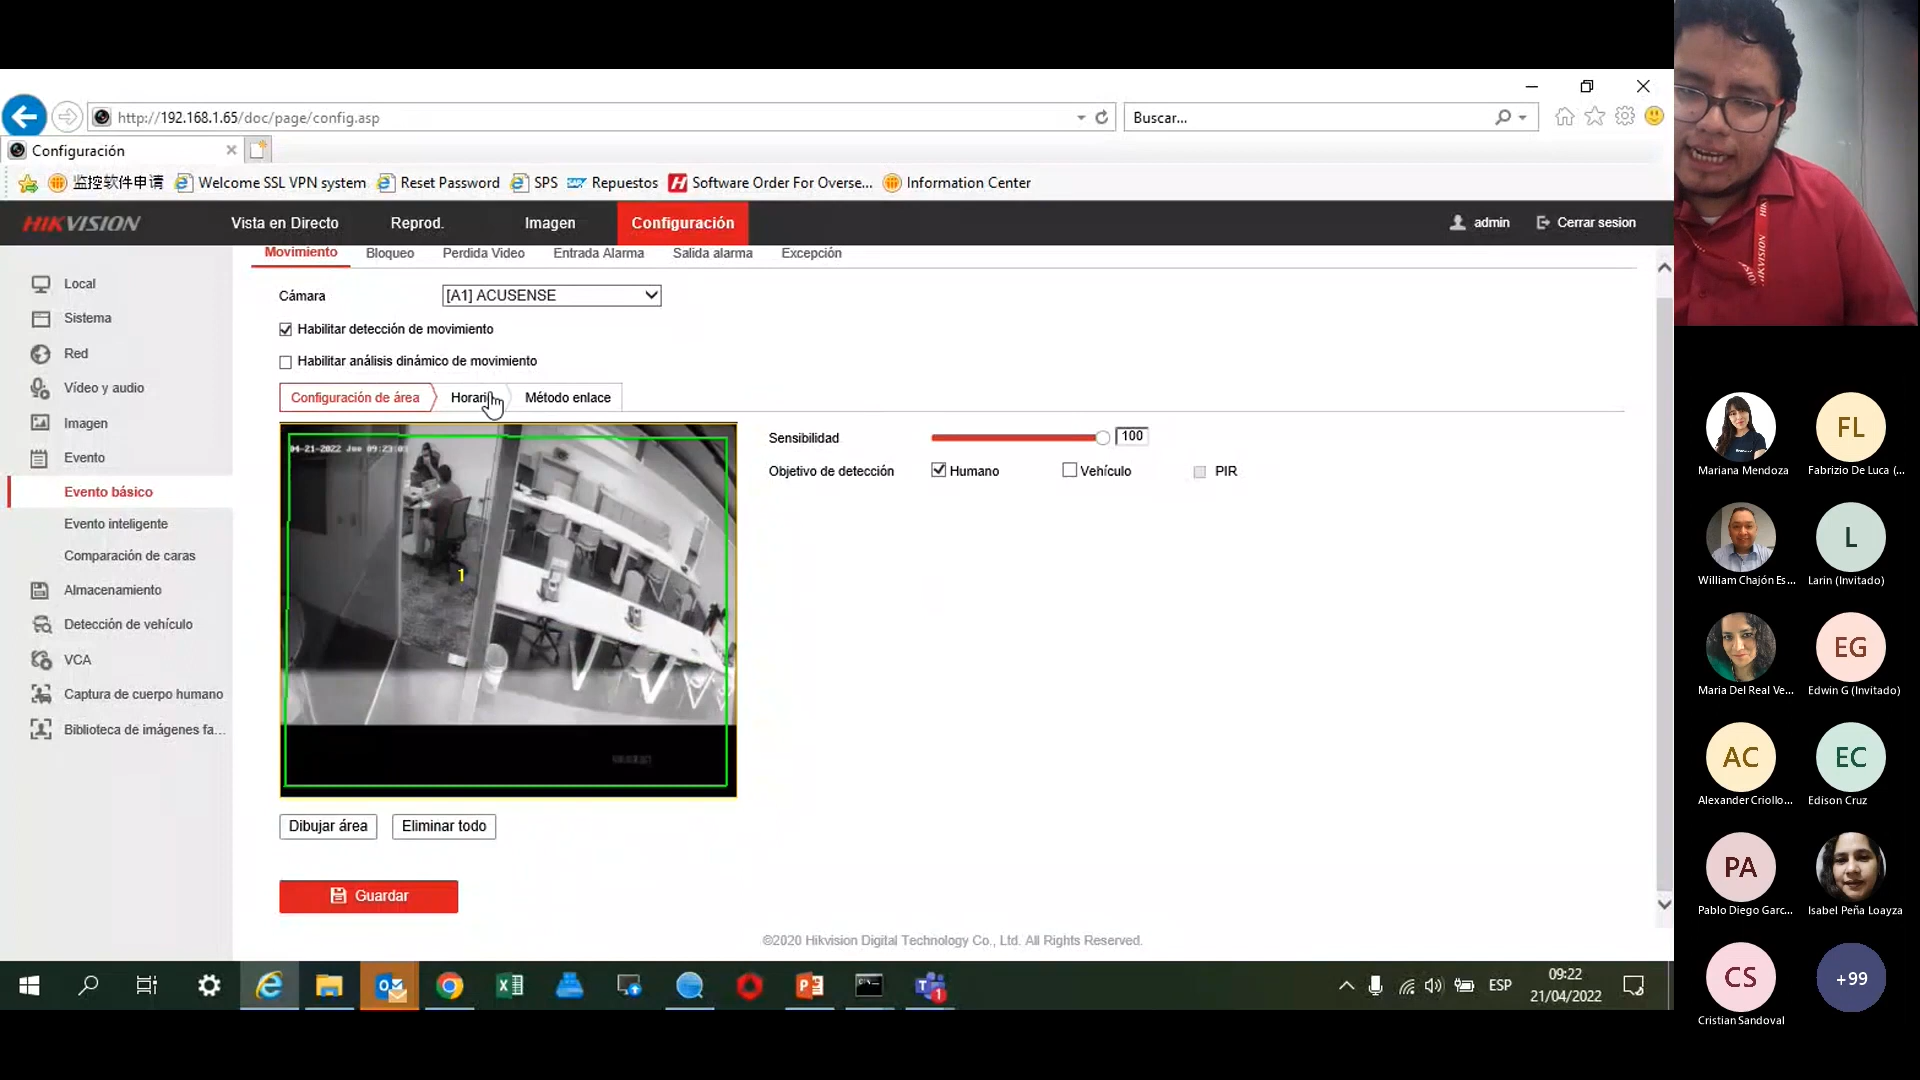 http://192.168.1.65/doc/page/config.asp
Buscar...
Configuración
监控软件申请
Welcome SSL VPN system
Reset Password
SPS
Repuestos
Software Order For Overse...
Information Center
HIKVISION
Vista en Directo
Reprod.
Imagen
Configuración
admin
Cerrar sesion
Movimiento
Bloqueo
Perdida Video
Entrada Alarma
Salida alarma
Excepción
Local
Sistema
Red
Vídeo y audio
Imagen
Evento
Evento básico
Evento inteligente
Comparación de caras
Almacenamiento
Detección de vehículo
VCA
Captura de cuerpo humano
Biblioteca de imágenes fa...
Cámara
[A1] ACUSENSE
Habilitar detección de movimiento
Habilitar análisis dinámico de movimiento
Configuración de área
Método enlace
1
Sensibilidad
100
Objetivo de detección
Humano
Vehículo
PIR
Dibujar área
Eliminar todo
Guardar
©2020 Hikvision Digital Technology Co., Ltd. All Rights Reserved.
ESP
09:22
21/04/2022
Mariana Mendoza
FL
Fabrizio De Luca (...
William Chajón Es...
L
Larin (Invitado)
Maria Del Real Ve...
EG
Edwin G (Invitado)
AC
Alexander Criollo...
EC
Edison Cruz
PA
Pablo Diego Garc...
Isabel Peña Loayza
CS
Cristian Sandoval
+99